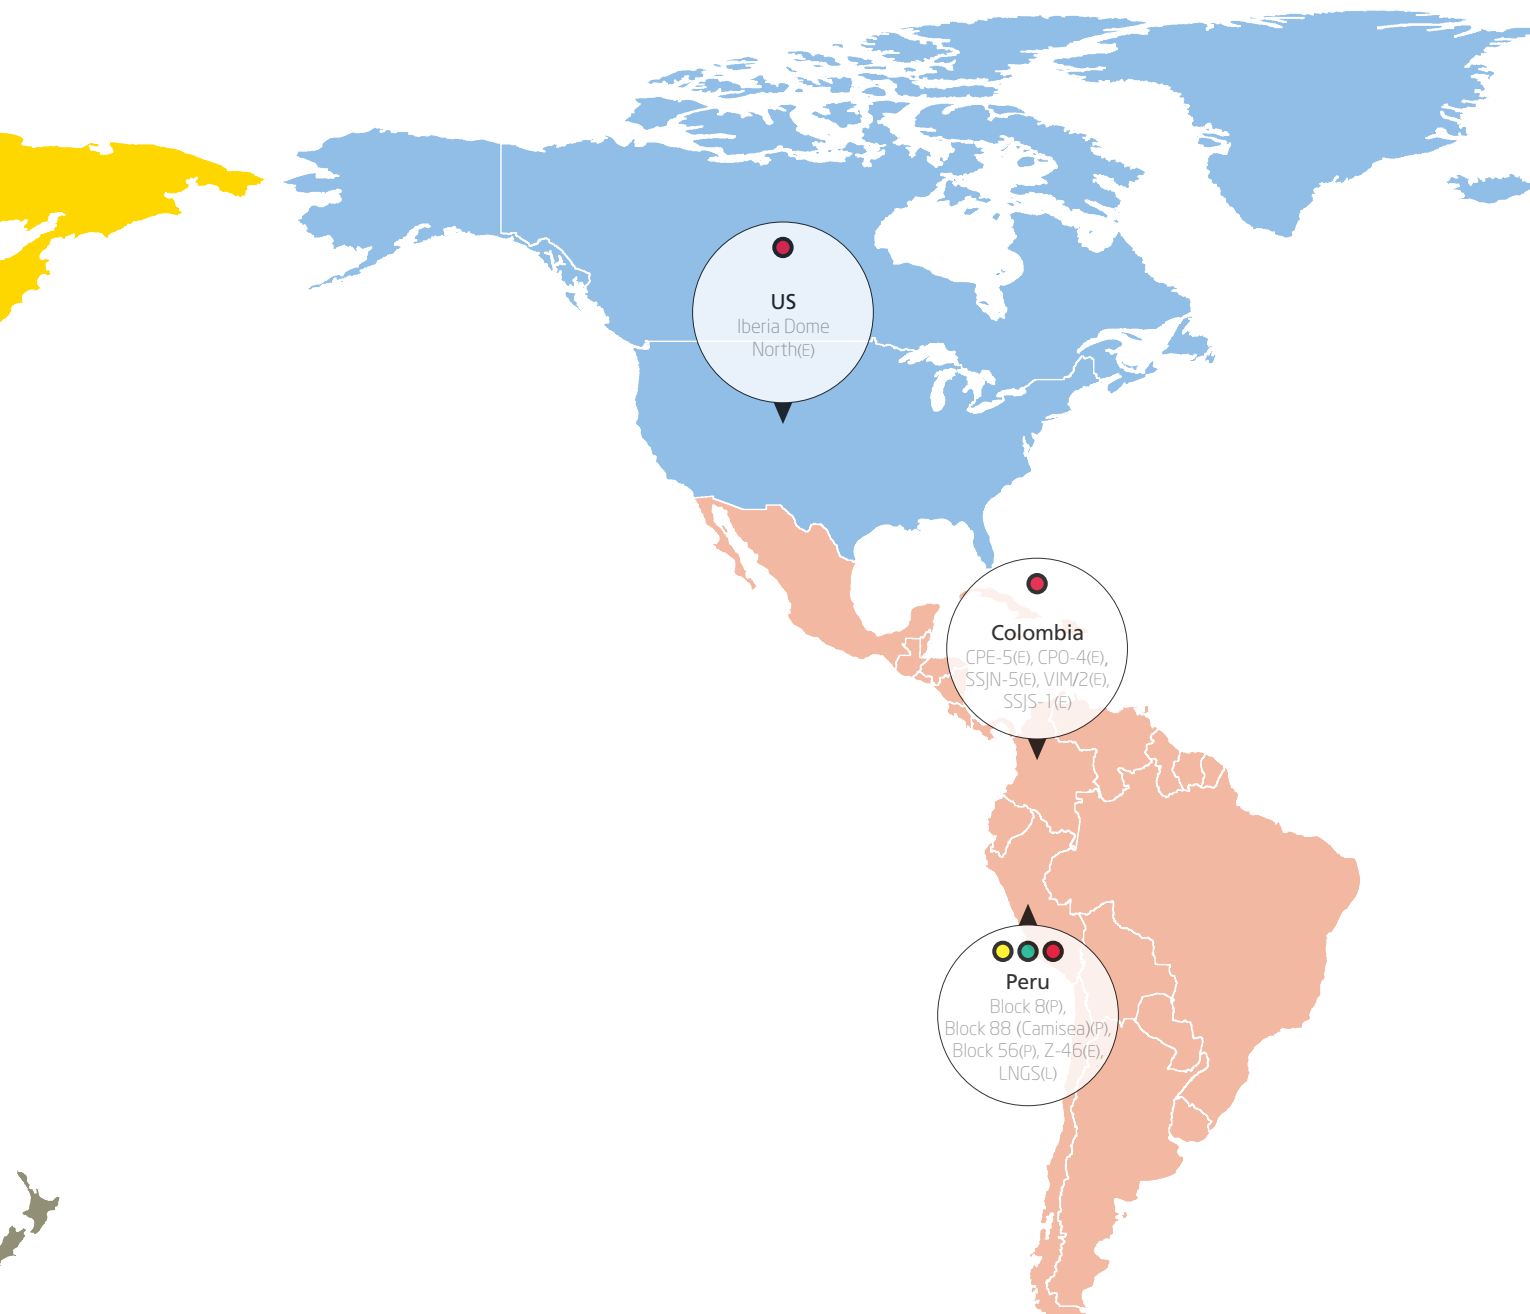 US
Iberia Dome
North(E)
Colombia
CPE-5(E), CPO-4(E),
SSJN-5(E), VIM/2(E),
SSJS-1(E)
Peru
Block 8(P),
Block 88 (Camisea)(P),
Block 56(P), Z-46(E),
LNGS(L)